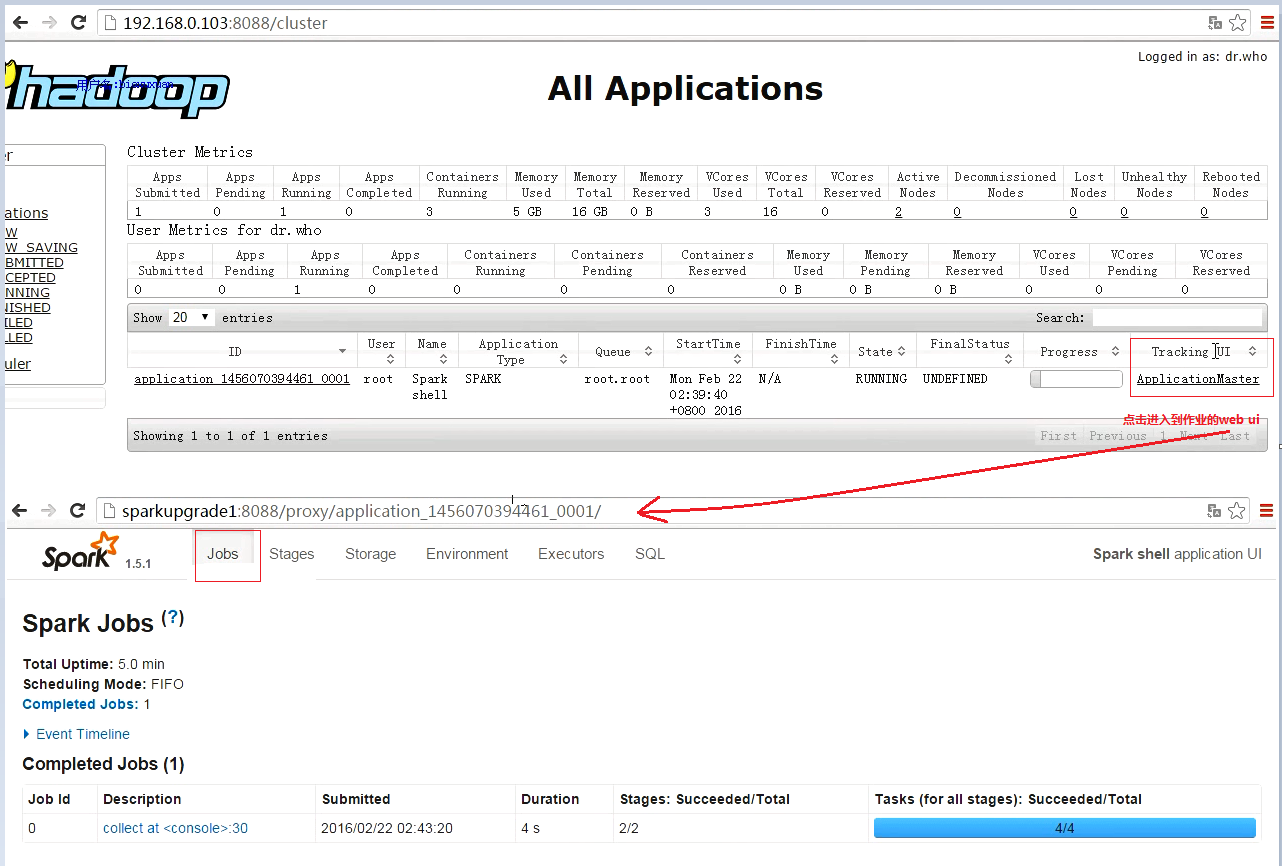 192.168.0.103:8088/cluster
Logged in as: dr.who
hadoop
All Applications
Cluster Metrics
Apps Submitted Apps Pending Apps Running Apps Completed Containers Running Memory Used Memory Total Memory Reserved VCores Used VCores Total VCores Reserved Active Nodes Decommissioned Nodes Lost Nodes Unhealthy Nodes Rebooted Nodes
1 0 1 0 3 5 GB 16 GB 0 B 3 16 0 2 0 0 0 0
User Metrics for dr.who
Apps Submitted Apps Pending Apps Running Apps Completed Containers Running Containers Pending Containers Reserved Memory Used Memory Pending Memory Reserved VCores Used VCores Pending VCores Reserved
0 0 1 0 0 0 0 0 B 0 B 0 B 0 0 0
er
ations
W
W_SAVING
BMITTED
CEPTED
NNING
NISHED
ILED
LLED
uler
Show 20 entries Search:
ID User Name Application Type Queue StartTime FinishTime State FinalStatus Progress Tracking UI
application_1456070394461_0001 root Spark shell SPARK root.root Mon Feb 22 02:39:40 +0800 2016 N/A RUNNING UNDEFINED ApplicationMaster
点击进入到作业的web ui
Showing 1 to 1 of 1 entries First Previous 1 Next Last
sparkupgrade1:8088/proxy/application_1456070394461_0001/
Spark 1.5.1 Jobs Stages Storage Environment Executors SQL Spark shell application UI
Spark Jobs (?)
Total Uptime: 5.0 min
Scheduling Mode: FIFO
Completed Jobs: 1
Event Timeline
Completed Jobs (1)
Job Id Description Submitted Duration Stages: Succeeded/Total Tasks (for all stages): Succeeded/Total
0 collect at <console>:30 2016/02/22 02:43:20 4 s 2/2 4/4